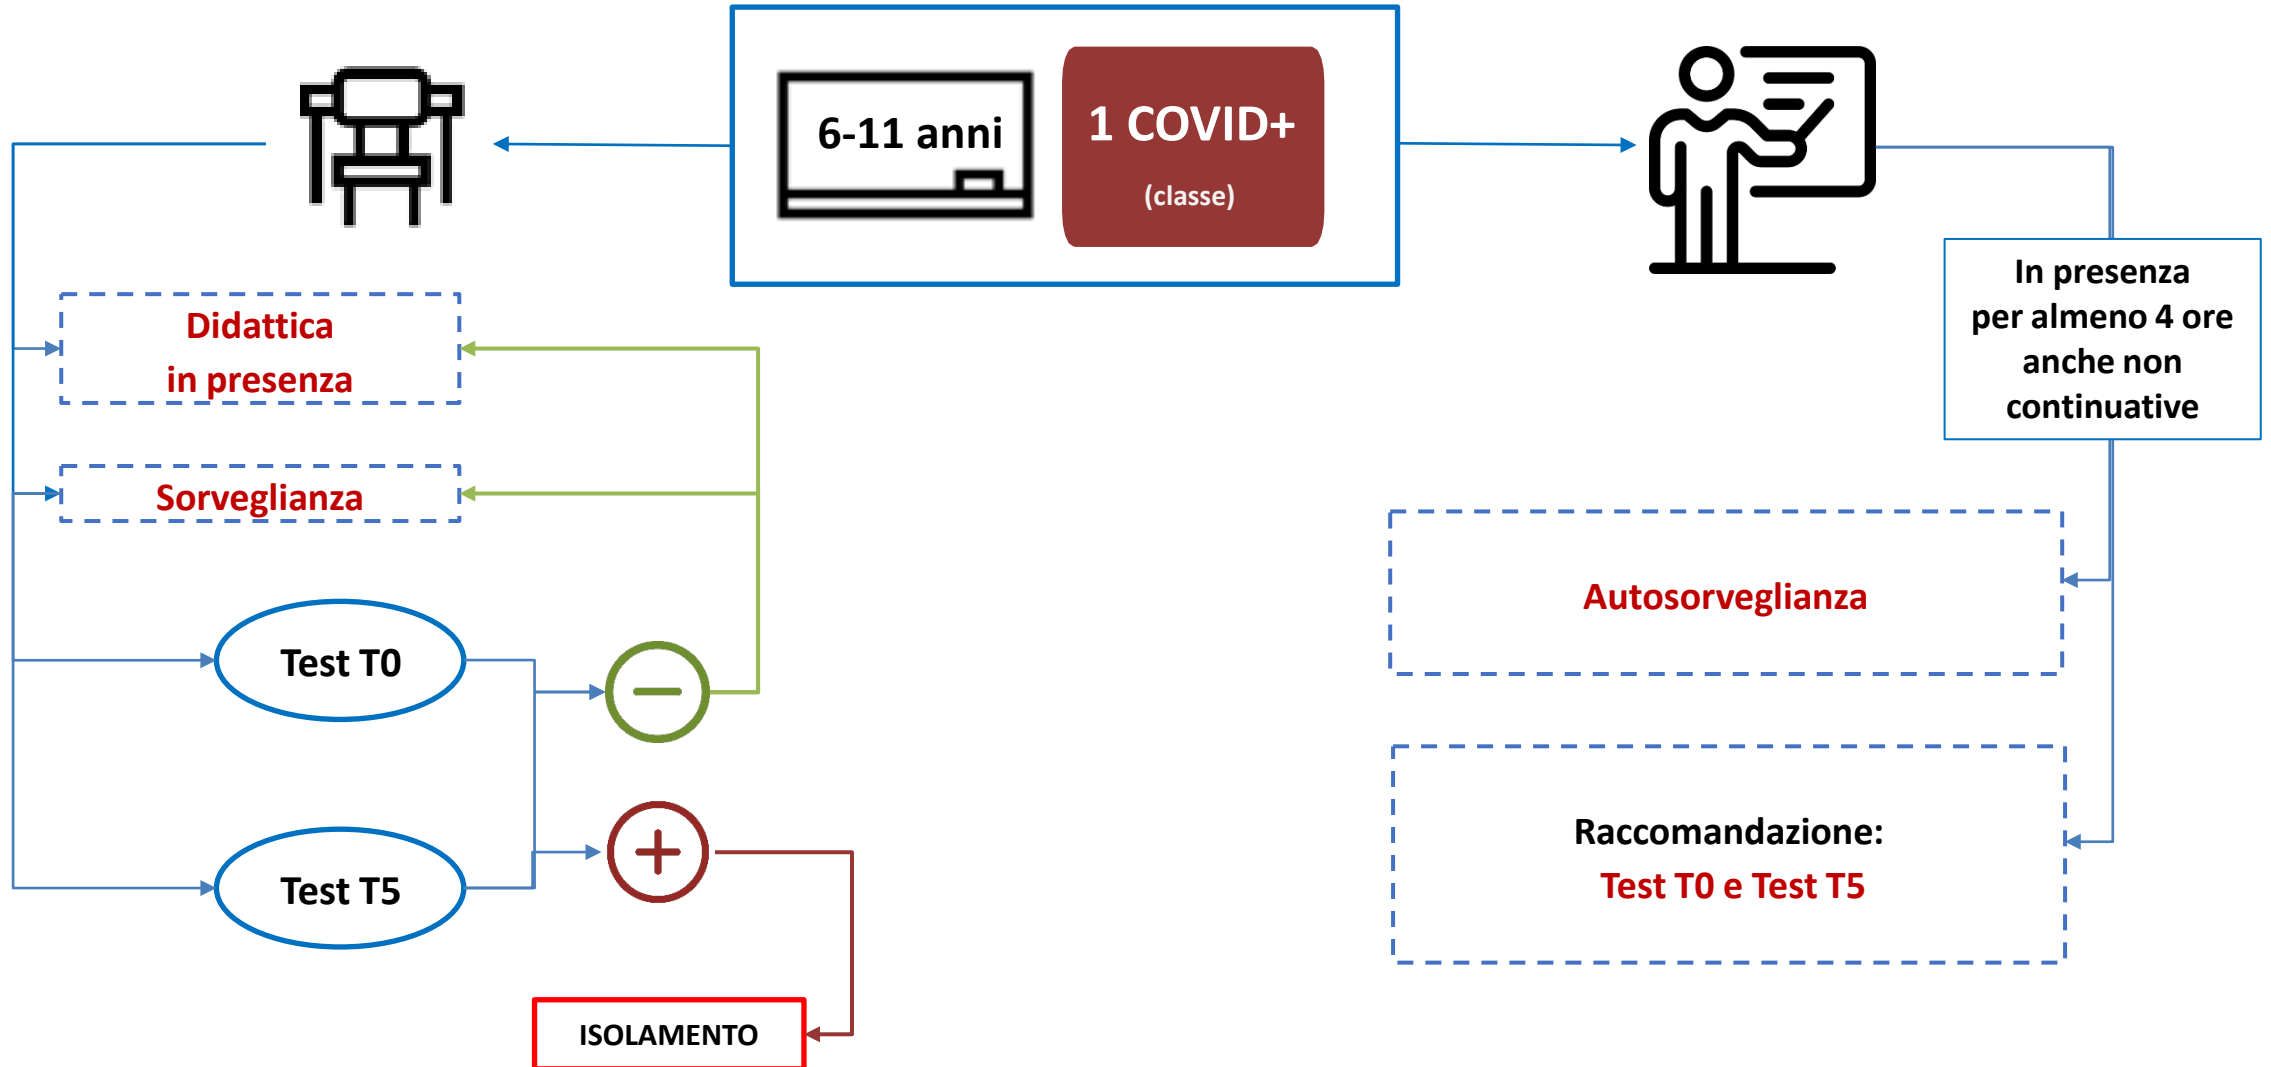 6-11 anni
1 COVID+
(classe)
In presenza
per almeno 4 ore
anche non
continuative
Didattica
in presenza
Sorveglianza
Autosorveglianza
Test T0
Test T5
Raccomandazione:
Test T0 e Test T5
ISOLAMENTO